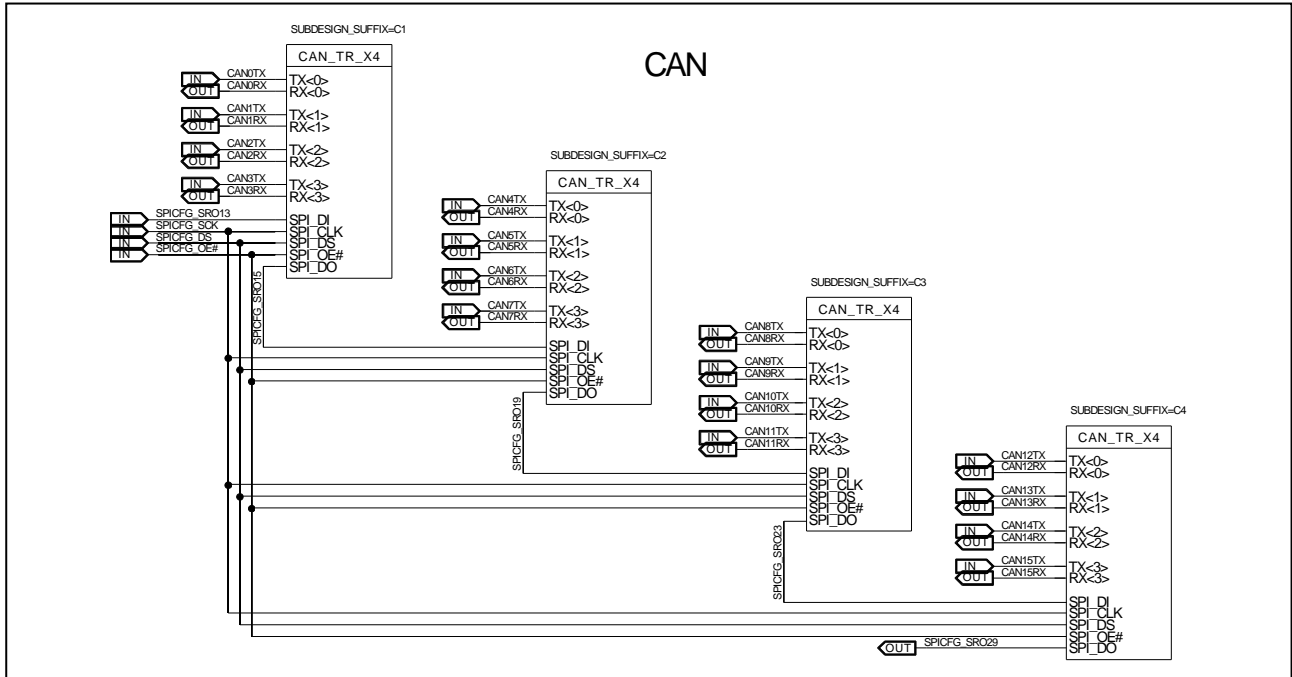 SUBDESIGN_SUFFIX=C1
CAN_TR_X4
CAN
IN CAN0TX TX<0>
OUT CAN0RX RX<0>
IN CAN1TX TX<1>
OUT CAN1RX RX<1>
IN CAN2TX TX<2>
OUT CAN2RX RX<2>
IN CAN3TX TX<3>
OUT CAN3RX RX<3>
IN SPICFG_SRO13 SPI_DI
IN SPICFG_SCK SPI_CLK
IN SPICFG_DS SPI_DS
IN SPICFG_OE# SPI_OE#
SPI_DO
SPICFG_SRO15
SUBDESIGN_SUFFIX=C2
CAN_TR_X4
IN CAN4TX TX<0>
OUT CAN4RX RX<0>
IN CAN5TX TX<1>
OUT CAN5RX RX<1>
IN CAN6TX TX<2>
OUT CAN6RX RX<2>
IN CAN7TX TX<3>
OUT CAN7RX RX<3>
SPI_DI
SPI_CLK
SPI_DS
SPI_OE#
SPI_DO
SPICFG_SRO19
SUBDESIGN_SUFFIX=C3
CAN_TR_X4
IN CAN8TX TX<0>
OUT CAN8RX RX<0>
IN CAN9TX TX<1>
OUT CAN9RX RX<1>
IN CAN10TX TX<2>
OUT CAN10RX RX<2>
IN CAN11TX TX<3>
OUT CAN11RX RX<3>
SPI_DI
SPI_CLK
SPI_DS
SPI_OE#
SPI_DO
SPICFG_SRO23
SUBDESIGN_SUFFIX=C4
CAN_TR_X4
IN CAN12TX TX<0>
OUT CAN12RX RX<0>
IN CAN13TX TX<1>
OUT CAN13RX RX<1>
IN CAN14TX TX<2>
OUT CAN14RX RX<2>
IN CAN15TX TX<3>
OUT CAN15RX RX<3>
SPI_DI
SPI_CLK
SPI_DS
SPI_OE#
OUT SPICFG_SRO29 SPI_DO